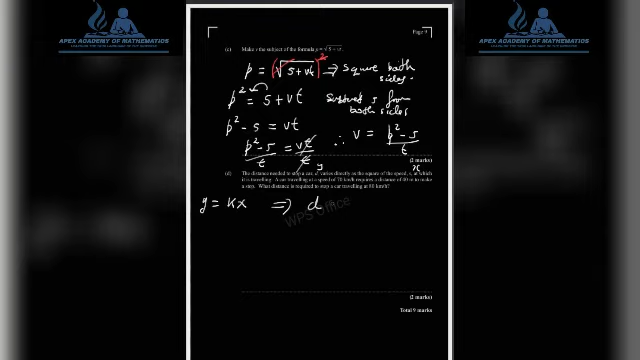 APEX ACADEMY OF MATHEMATICS
APEX ACADEMY OF MATHEMATICS
Page 9
(c) Make v the subject of the formula p = √s + vt.
p = (√s + vt)² ⇒ square both sides.
p² = s + vt subtract s from both sides
p² - s = vt
p² - s / t = vt / t ∴ v = p² - s / t
(2 marks)
y
x
(d) The distance needed to stop a car, d varies directly as the square of the speed, s, at which
it is travelling. A car travelling at a speed of 70 km/h requires a distance of 40 m to make
a stop. What distance is required to stop a car travelling at 80 km/h?
y = kx ⇒ d
WPS Office
(2 marks)
Total 9 marks